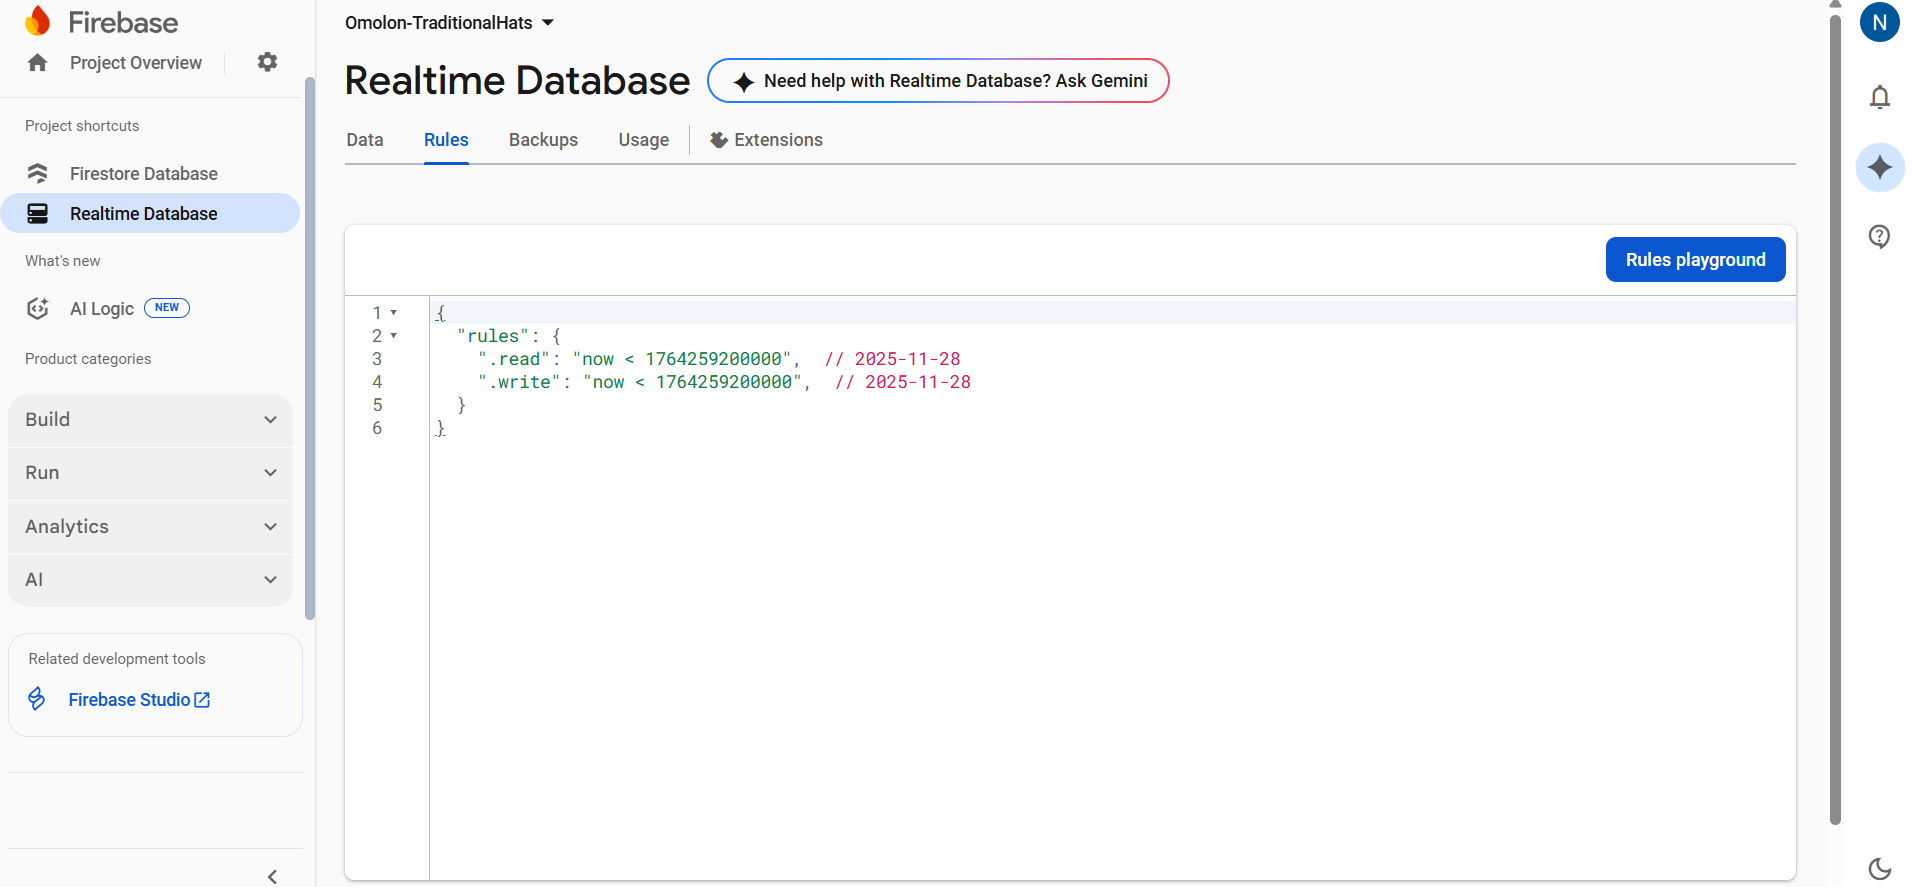 Firebase
Project Overview
Project shortcuts
Firestore Database
Realtime Database
What's new
AI Logic NEW
Product categories
Build
Run
Analytics
AI
Related development tools
Firebase Studio
Omolon-TraditionalHats
Realtime Database
Need help with Realtime Database? Ask Gemini
Data Rules Backups Usage Extensions
Rules playground
1 {
2 "rules": {
3 ".read": "now < 1764259200000", // 2025-11-28
4 ".write": "now < 1764259200000", // 2025-11-28
5 }
6 }
N